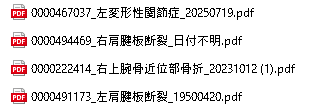 PDF 0000467037_左変形性関節症_20250719.pdf
PDF 0000494469_右肩腱板断裂_日付不明.pdf
PDF 0000222414_右上腕骨近位部骨折_20231012 (1).pdf
PDF 0000491173_左肩腱板断裂_19500420.pdf